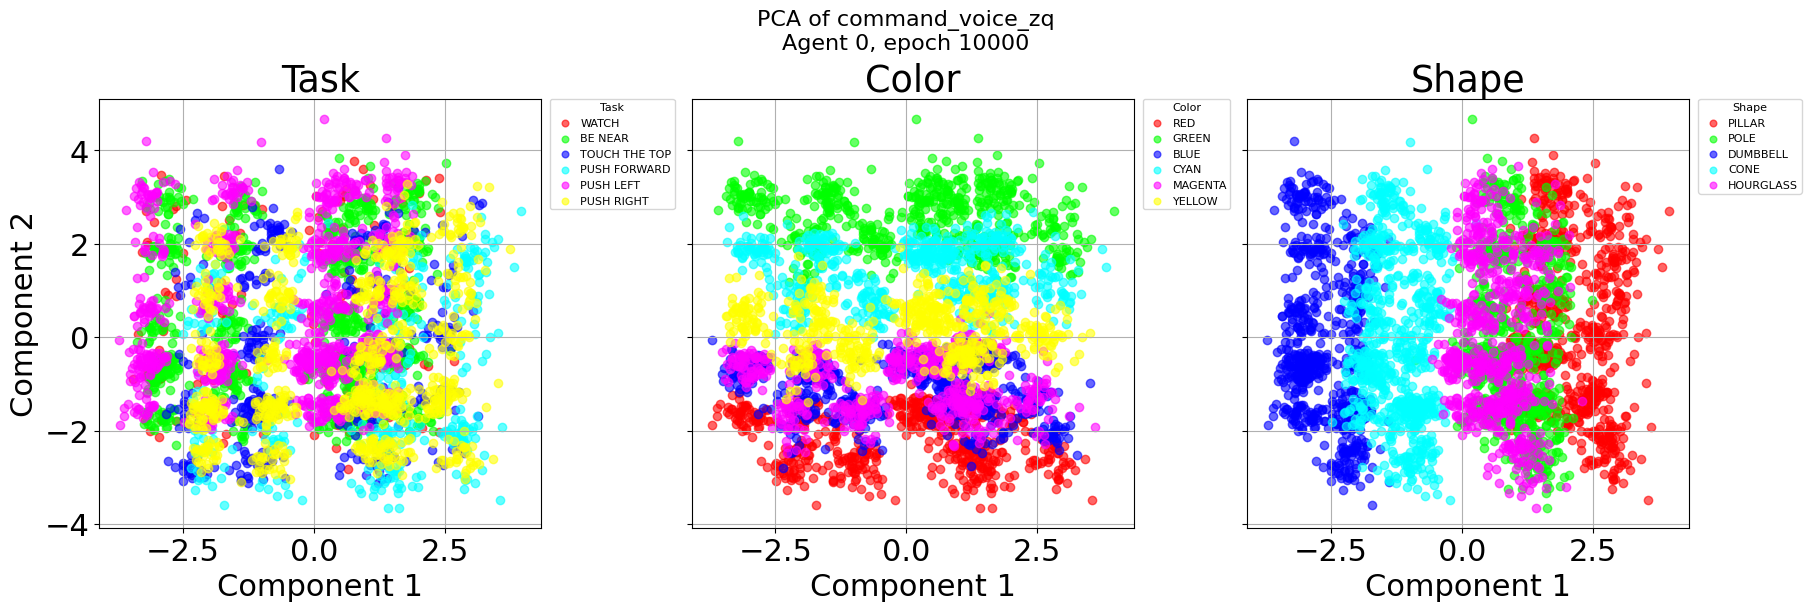 PCA of command_voice_zq
Agent 0, epoch 10000
Task
Color
Shape
Task
WATCH
BE NEAR
TOUCH THE TOP
PUSH FORWARD
PUSH LEFT
PUSH RIGHT
Color
RED
GREEN
BLUE
CYAN
MAGENTA
YELLOW
Shape
PILLAR
POLE
DUMBBELL
CONE
HOURGLASS
Component 2
4
2
0
−2
−4
−2.5 0.0 2.5
−2.5 0.0 2.5
−2.5 0.0 2.5
Component 1
Component 1
Component 1